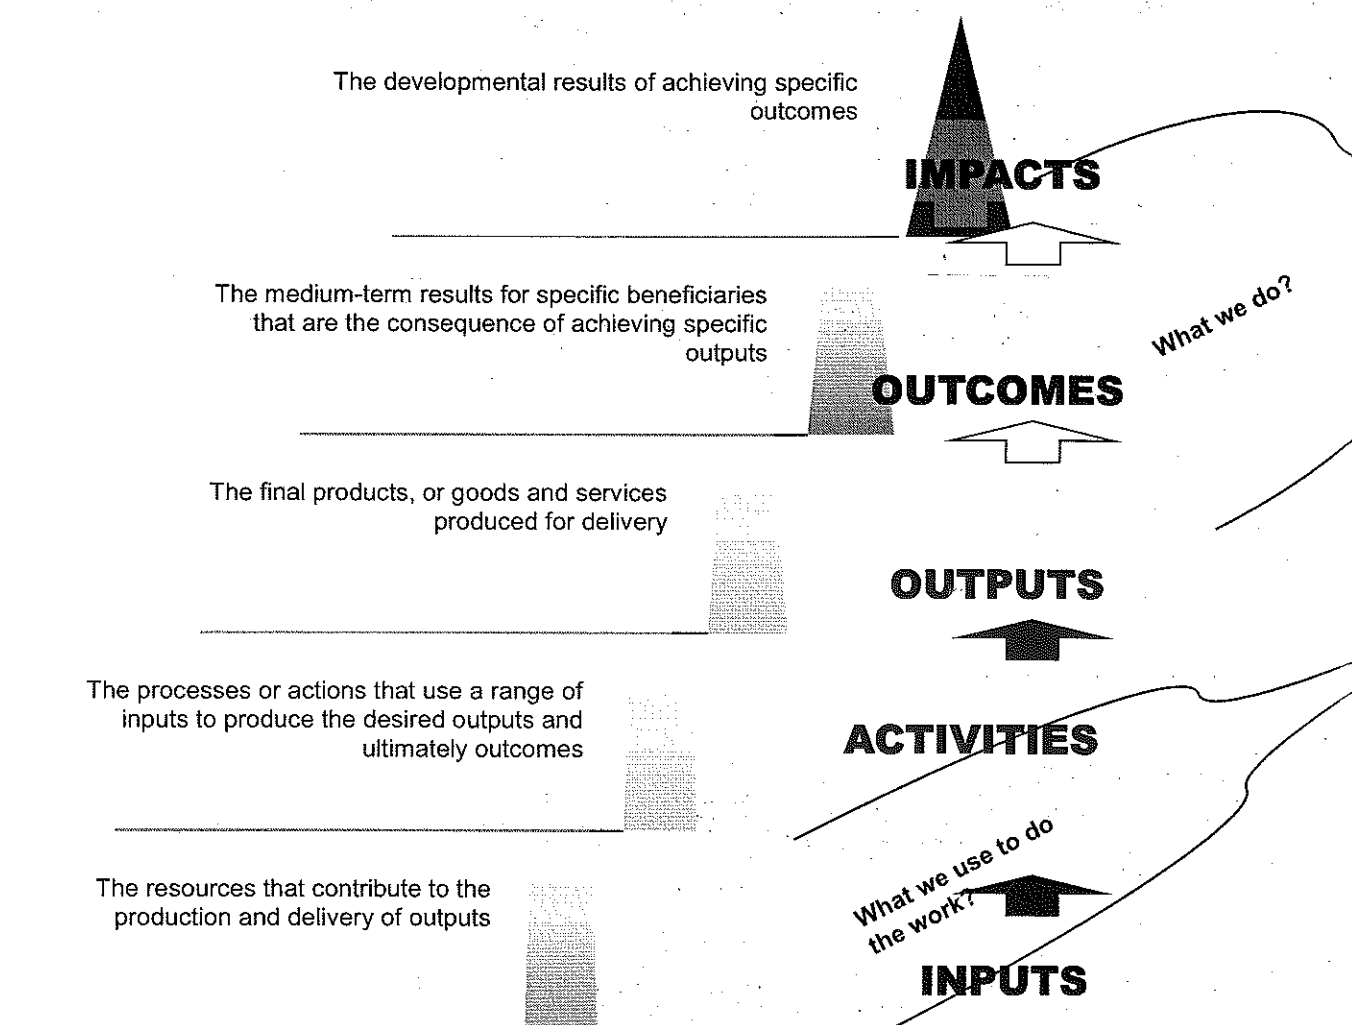 The developmental results of achieving specific
outcomes
IMPACTS
The medium-term results for specific beneficiaries
that are the consequence of achieving specific
outputs
What we do?
OUTCOMES
The final products, or goods and services
produced for delivery
OUTPUTS
The processes or actions that use a range of
inputs to produce the desired outputs and
ultimately outcomes
ACTIVITIES
What we use to do
the work?
The resources that contribute to the
production and delivery of outputs
INPUTS